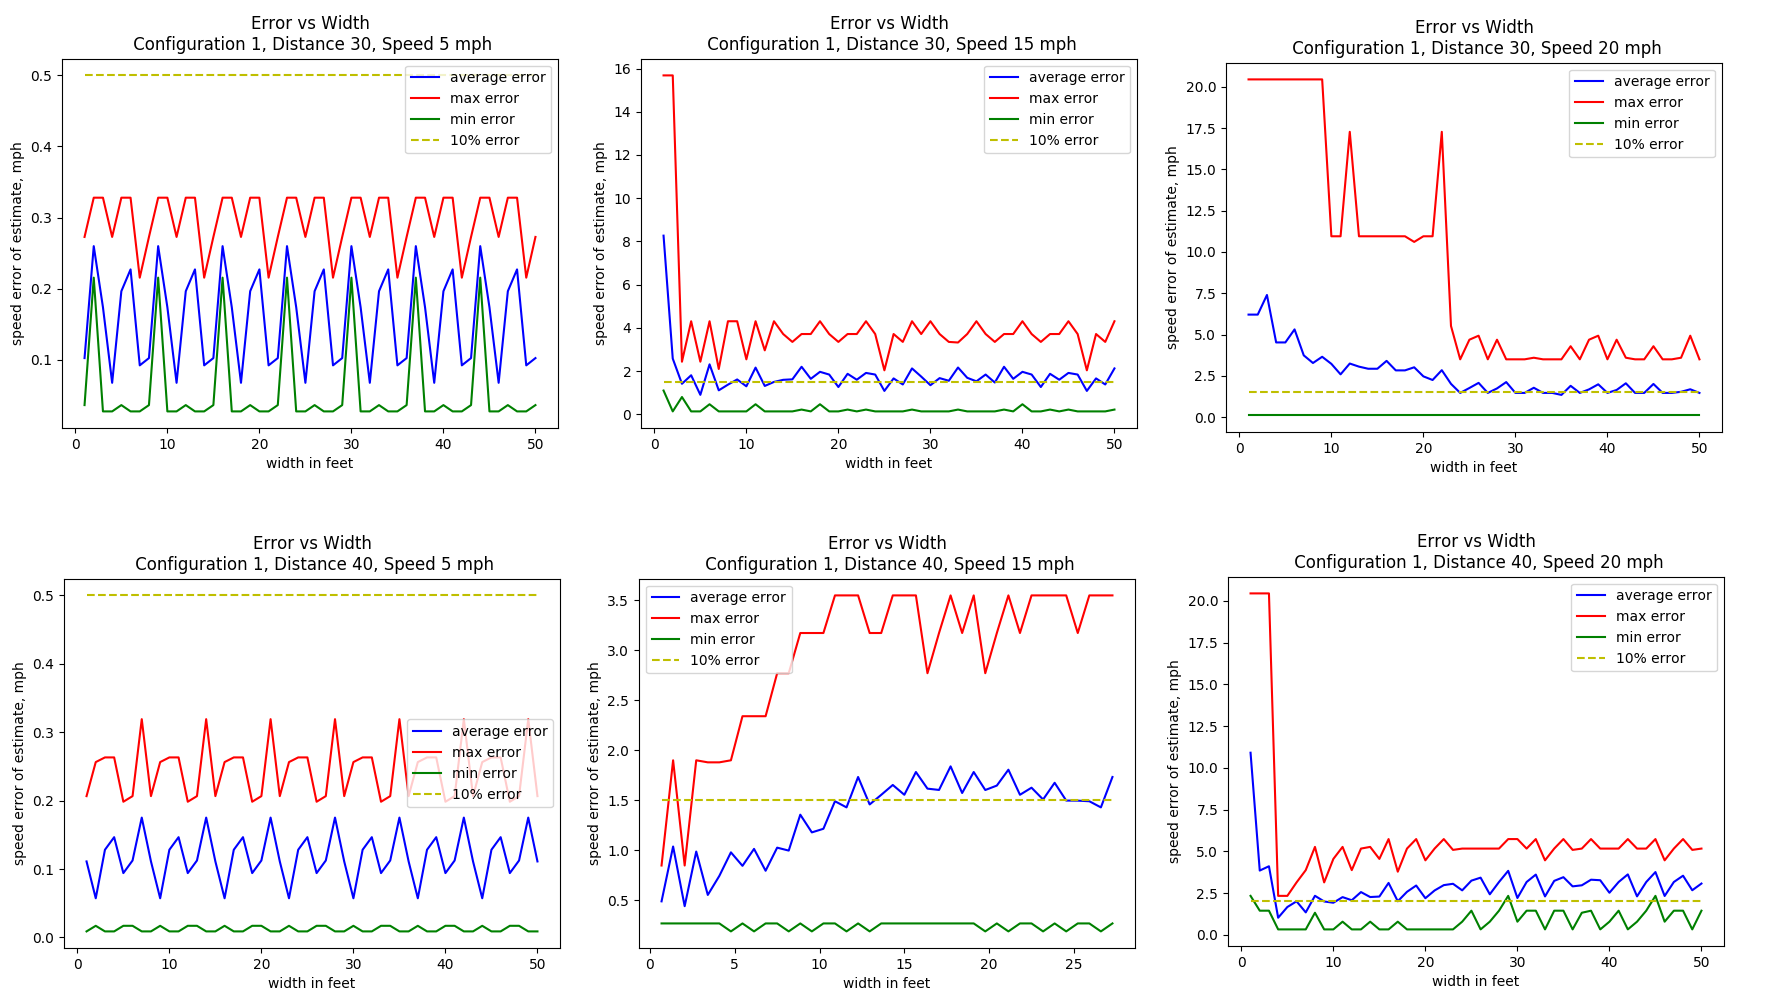 Error vs Width
Configuration 1, Distance 30, Speed 5 mph
speed error of estimate, mph
0.5
0.4
0.3
0.2
0.1
0 10 20 30 40 50
width in feet
average error
max error
min error
10% error
Error vs Width
Configuration 1, Distance 30, Speed 15 mph
speed error of estimate, mph
16
14
12
10
8
6
4
2
0
0 10 20 30 40 50
width in feet
average error
max error
min error
10% error
Error vs Width
Configuration 1, Distance 30, Speed 20 mph
speed error of estimate, mph
20.0
17.5
15.0
12.5
10.0
7.5
5.0
2.5
0.0
0 10 20 30 40 50
width in feet
average error
max error
min error
10% error
Error vs Width
Configuration 1, Distance 40, Speed 5 mph
speed error of estimate, mph
0.5
0.4
0.3
0.2
0.1
0.0
0 10 20 30 40 50
width in feet
average error
max error
min error
10% error
Error vs Width
Configuration 1, Distance 40, Speed 15 mph
speed error of estimate, mph
3.5
3.0
2.5
2.0
1.5
1.0
0.5
0 5 10 15 20 25
width in feet
average error
max error
min error
10% error
Error vs Width
Configuration 1, Distance 40, Speed 20 mph
speed error of estimate, mph
20.0
17.5
15.0
12.5
10.0
7.5
5.0
2.5
0.0
0 10 20 30 40 50
width in feet
average error
max error
min error
10% error